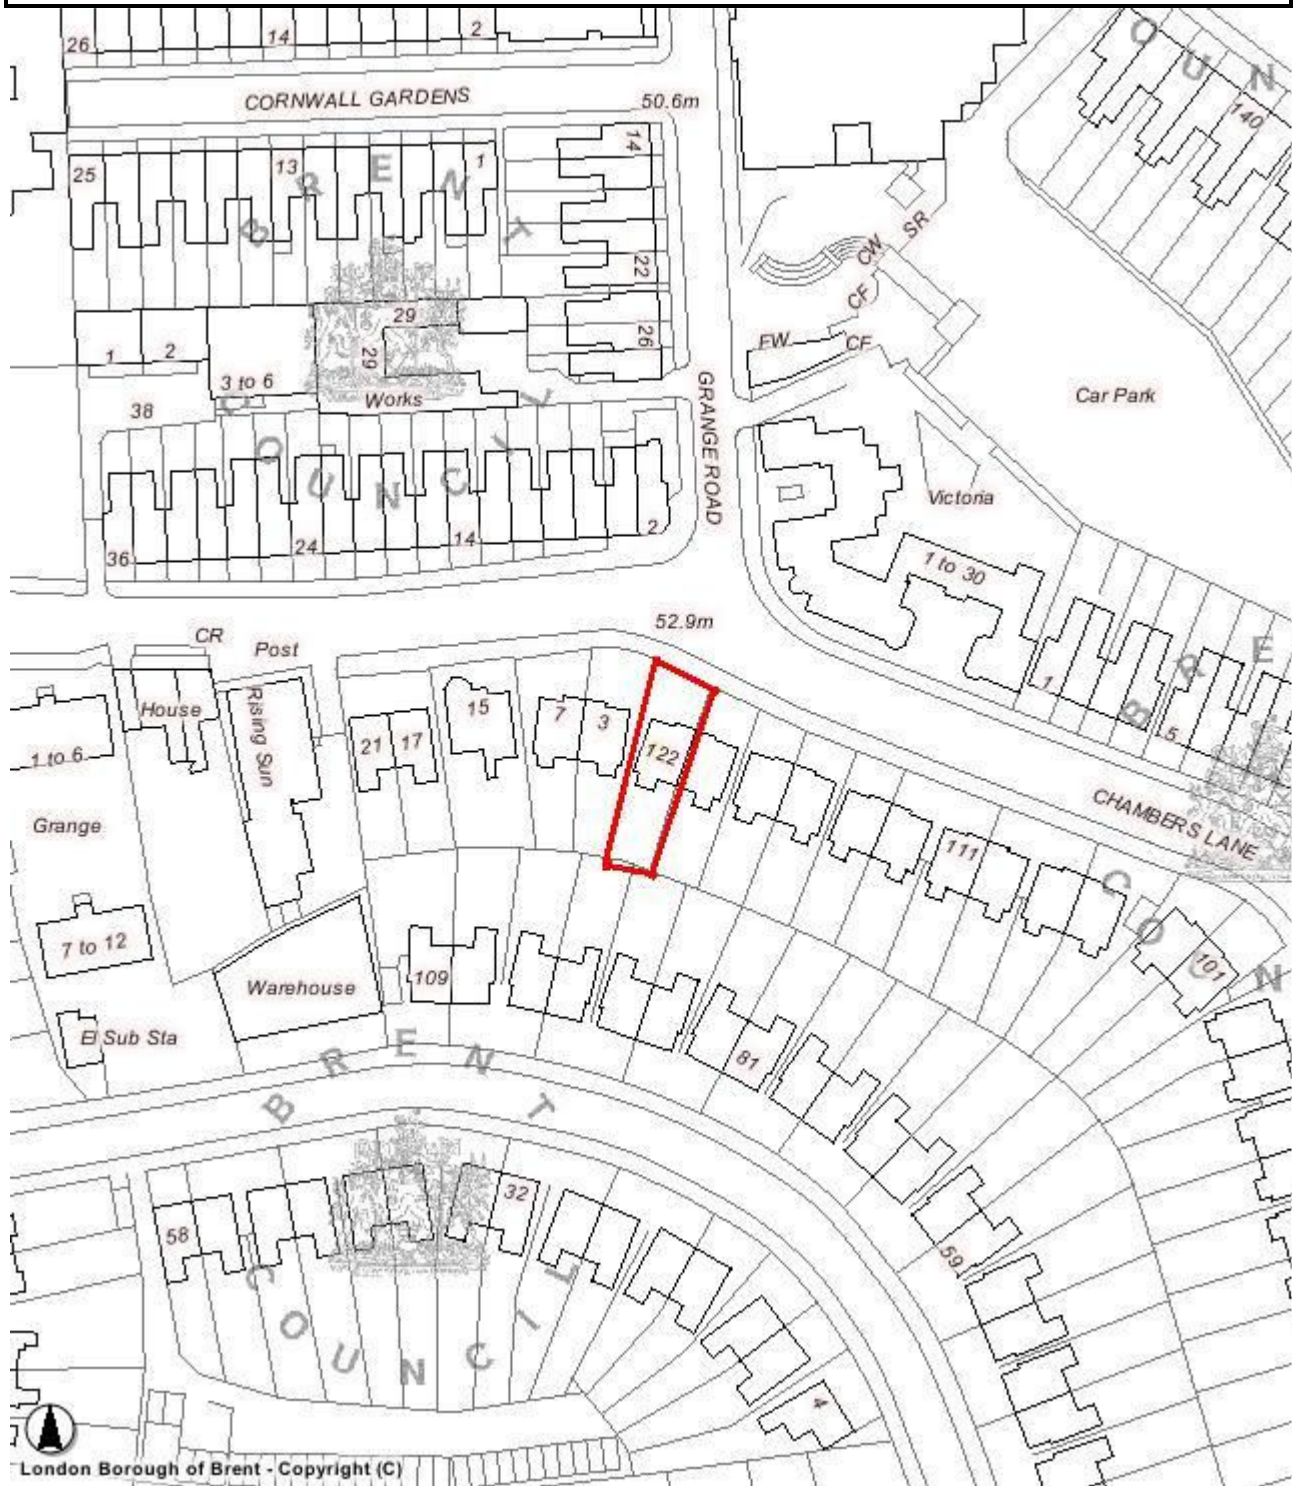 26
14
2
CORNWALL GARDENS
50.6m
140
14
25
13
1
BRENT
COUNCIL
SR
CW
CF
22
29
29
26
FW
CF
1
2
3 to 6
Works
38
GRANGE ROAD
Car Park
Victoria
1 to 30
36
24
14
2
52.9m
CR
Post
House
Rising Sun
1 to 6
Grange
21
17
15
7
3
122
1
5
CHAMBERS LANE
111
101
7 to 12
Warehouse
109
El Sub Sta
81
BRENT
COUNCIL
58
32
59
4
BRE
COUN
OUN
London Borough of Brent - Copyright (C)